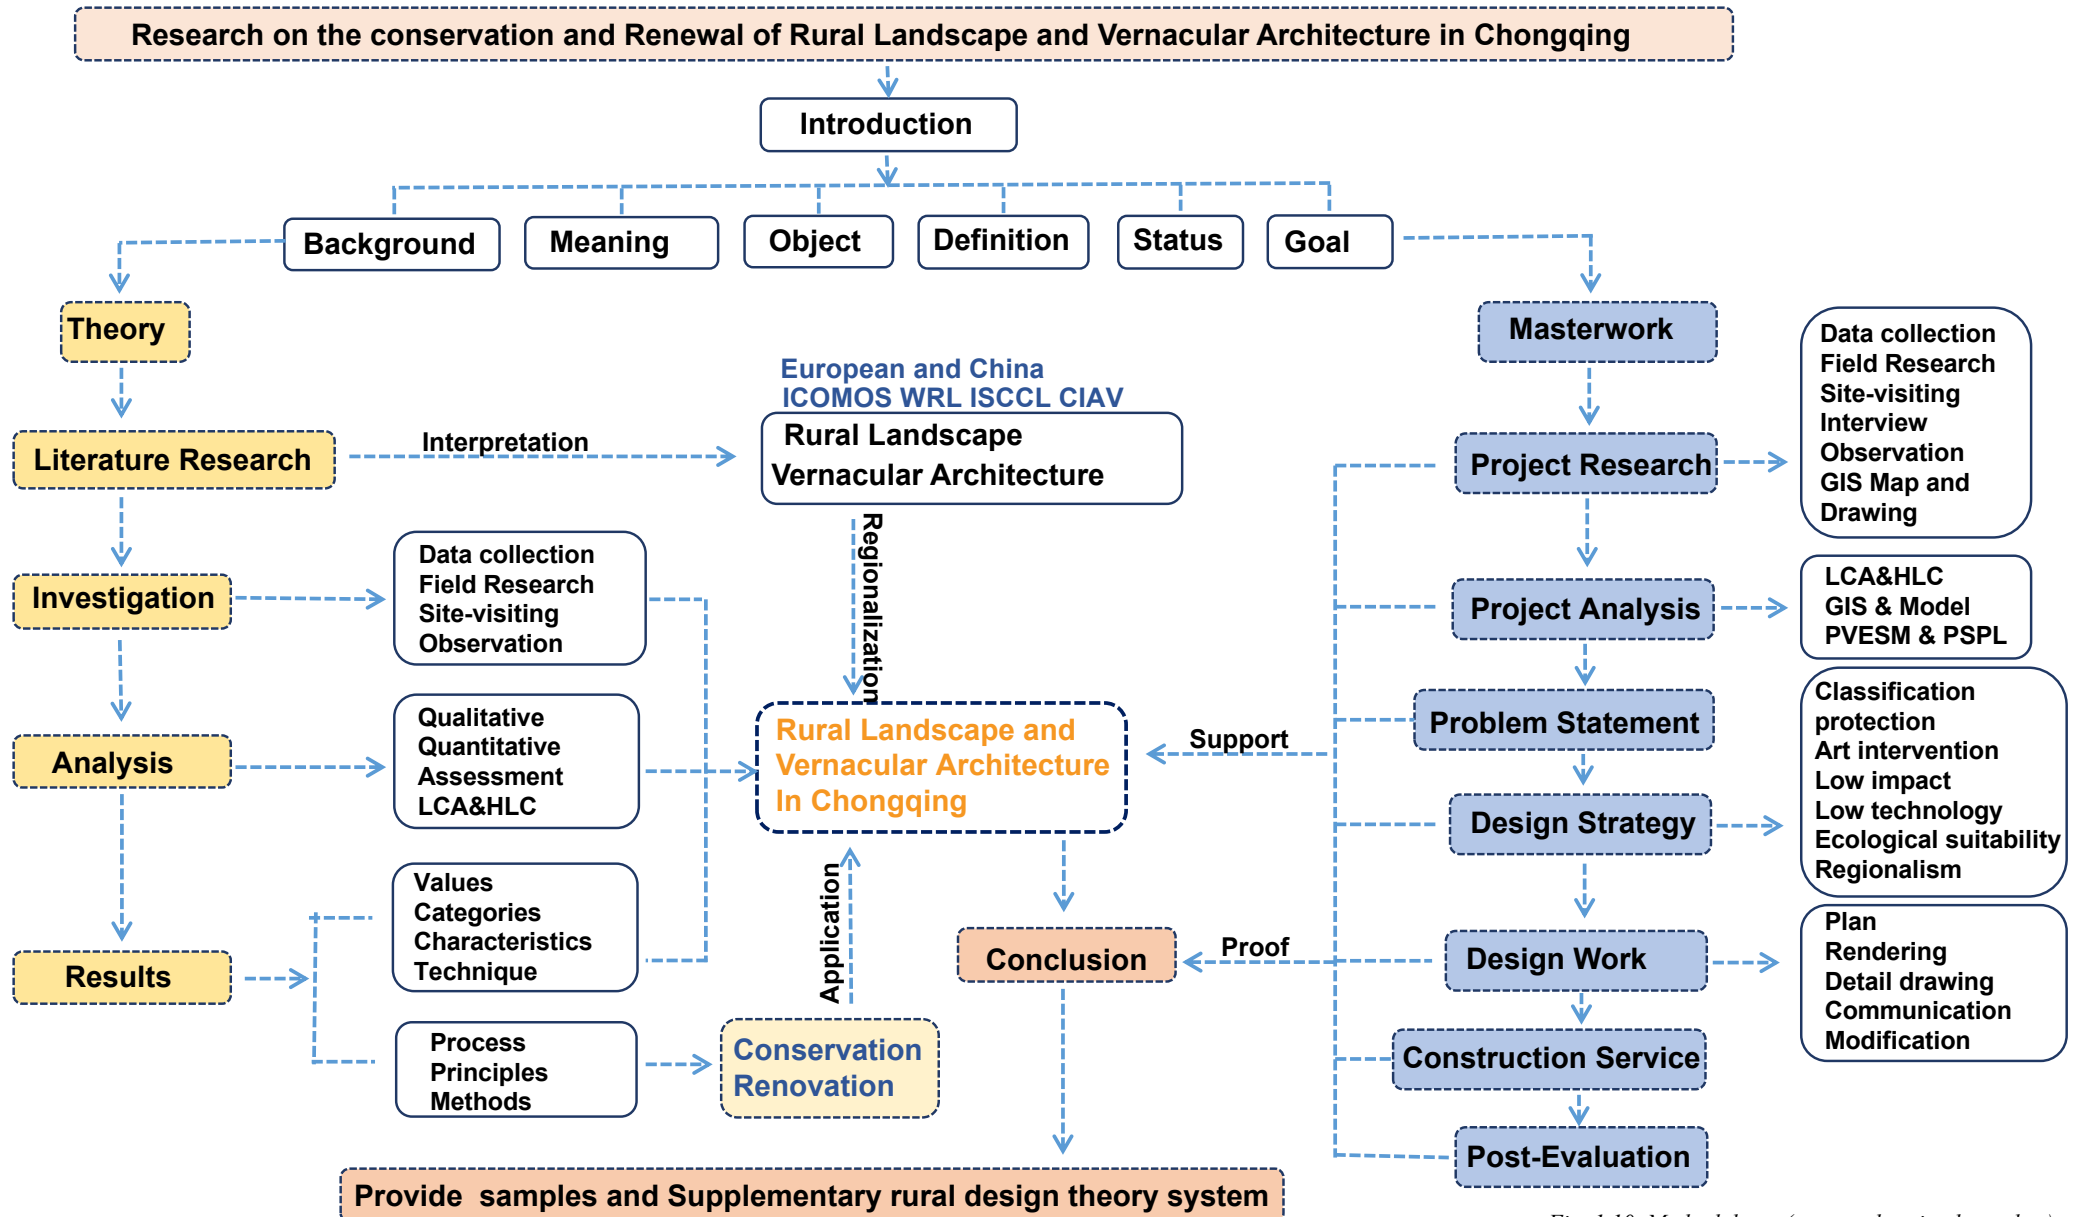 Research on the conservation and Renewal of Rural Landscape and Vernacular Architecture in Chongqing
Introduction
Background
Meaning
Object
Definition
Status
Goal
Theory
Literature Research
Interpretation
European and China
ICOMOS WRL ISCCL CIAV
Rural Landscape
Vernacular Architecture
Regionalization
Investigation
Data collection
Field Research
Site-visiting
Observation
Analysis
Qualitative
Quantitative
Assessment
LCA&HLC
Rural Landscape and
Vernacular Architecture
In Chongqing
Results
Values
Categories
Characteristics
Technique
Process
Principles
Methods
Conservation
Renovation
Application
Support
Conclusion
Proof
Masterwork
Project Research
Data collection
Field Research
Site-visiting
Interview
Observation
GIS Map and
Drawing
Project Analysis
LCA&HLC
GIS & Model
PVESM & PSPL
Problem Statement
Design Strategy
Classification
protection
Art intervention
Low impact
Low technology
Ecological suitability
Regionalism
Design Work
Plan
Rendering
Detail drawing
Communication
Modification
Construction Service
Post-Evaluation
Provide samples and Supplementary rural design theory system